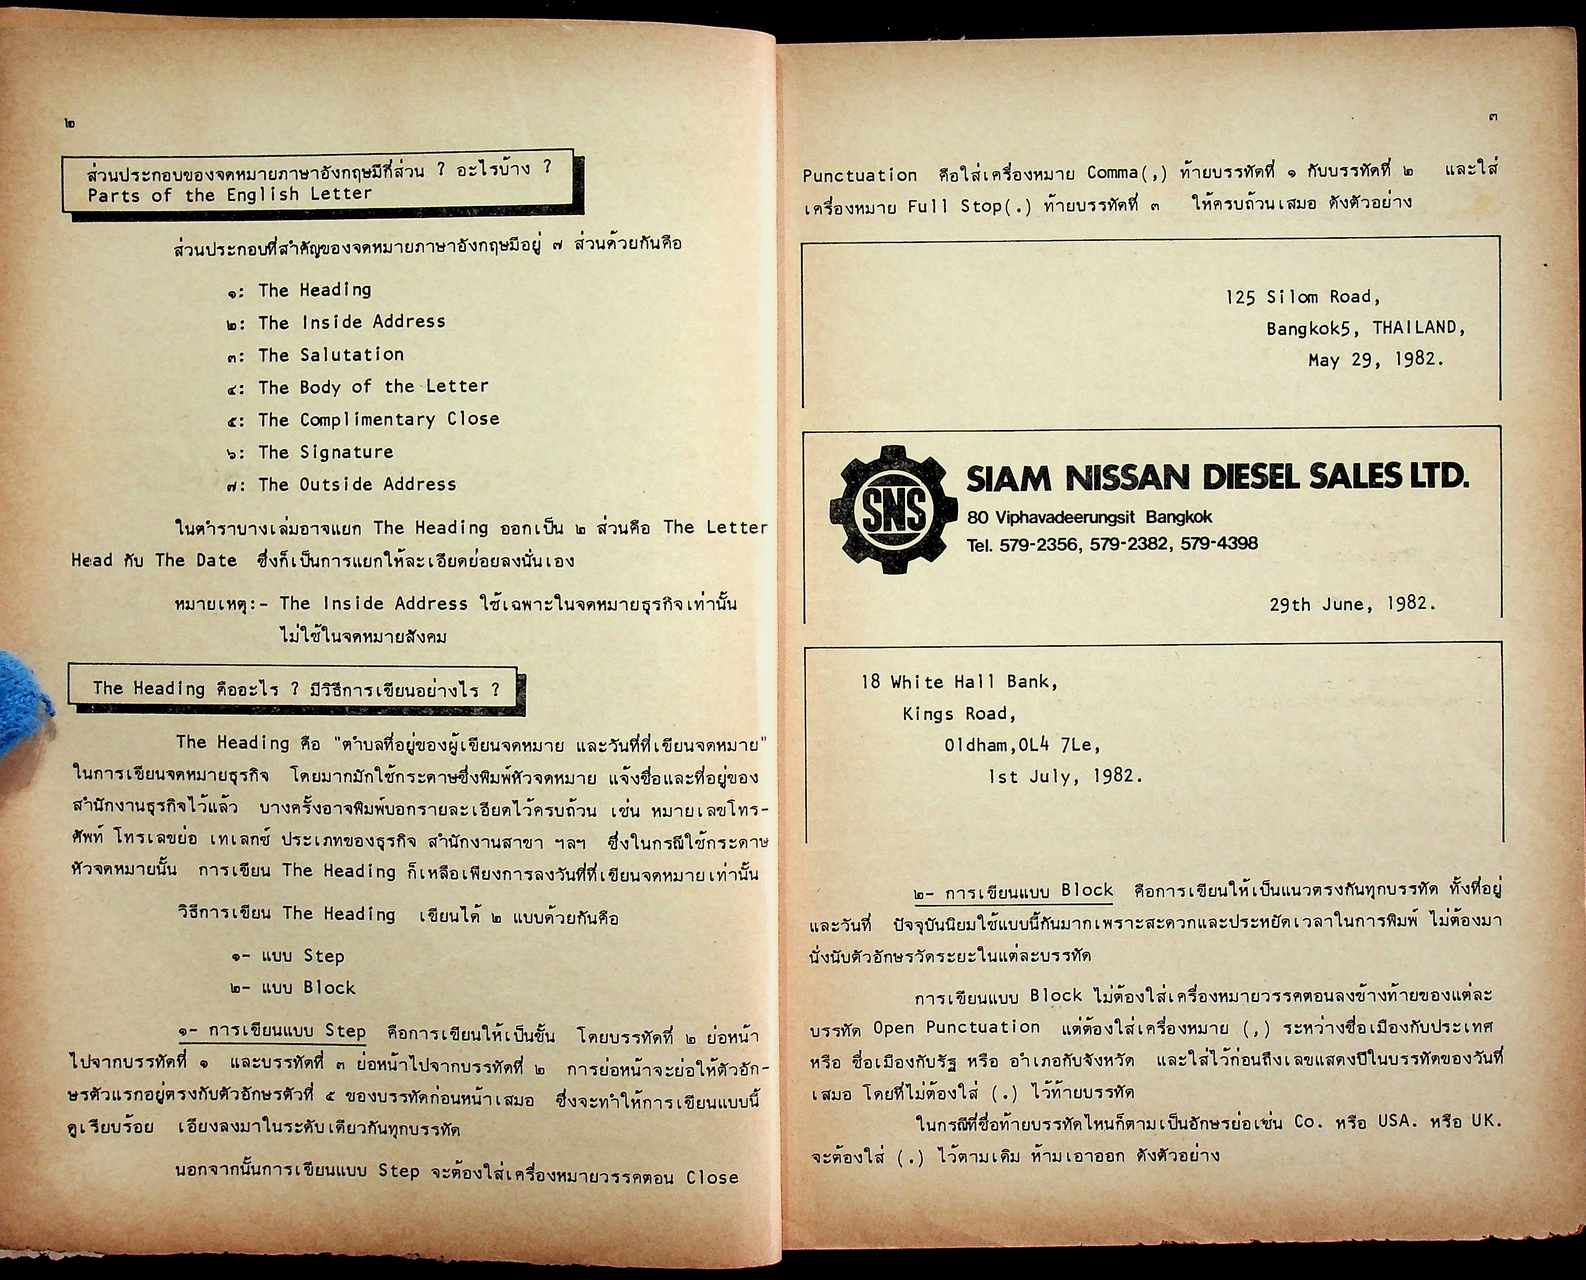 ๒
ส่วนประกอบของจดหมายภาษาอังกฤษมีกี่ส่วน ? อะไรบ้าง ?
Parts of the English Letter
ส่วนประกอบที่สำคัญของจดหมายภาษาอังกฤษมีอยู่ ๗ ส่วนด้วยกันคือ
๑: The Heading
๒: The Inside Address
๓: The Salutation
๔: The Body of the Letter
๕: The Complimentary Close
๖: The Signature
๗: The Outside Address
ในตำราบางเล่มอาจแยก The Heading ออกเป็น ๒ ส่วนคือ The Letter
Head กับ The Date ซึ่งก็เป็นการแยกให้ละเอียดย่อยลงนั่นเอง
หมายเหตุ:- The Inside Address ใช้เฉพาะในจดหมายธุรกิจเท่านั้น
ไม่ใช้ในจดหมายสังคม
The Heading คืออะไร ? มีวิธีการเขียนอย่างไร ?
The Heading คือ "ตำบลที่อยู่ของผู้เขียนจดหมาย และวันที่ที่เขียนจดหมาย"
ในการเขียนจดหมายธุรกิจ โดยมากมักใช้กระดาษซึ่งพิมพ์หัวจดหมาย แจ้งชื่อและที่อยู่ของ
สำนักงานธุรกิจไว้แล้ว บางครั้งอาจพิมพ์บอกรายละเอียดไว้ครบถ้วน เช่น หมายเลขโทร-
ศัพท์ โทรเลขย่อ เทเลกซ์ ประเภทของธุรกิจ สำนักงานสาขา ฯลฯ ซึ่งในกรณีใช้กระดาษ
หัวจดหมายนั้น การเขียน The Heading ก็เหลือเพียงการลงวันที่ที่เขียนจดหมายเท่านั้น
วิธีการเขียน The Heading เขียนได้ ๒ แบบด้วยกันคือ
๑- แบบ Step
๒- แบบ Block
๑- การเขียนแบบ Step คือการเขียนให้เป็นขั้น โดยบรรทัดที่ ๒ ย่อหน้า
ไปจากบรรทัดที่ ๑ และบรรทัดที่ ๓ ย่อหน้าไปจากบรรทัดที่ ๒ การย่อหน้าจะย่อให้ตัวอัก-
ษรตัวแรกอยู่ตรงกับตัวอักษรตัวที่ ๕ ของบรรทัดก่อนหน้าเสมอ ซึ่งจะทำให้การเขียนแบบนี้
ดูเรียบร้อย เอียงลงมาในระดับเดียวกันทุกบรรทัด
นอกจากนั้นการเขียนแบบ Step จะต้องใส่เครื่องหมายวรรคตอน Close
๓
Punctuation คือใส่เครื่องหมาย Comma(,) ท้ายบรรทัดที่ ๑ กับบรรทัดที่ ๒ และใส่
เครื่องหมาย Full Stop(.) ท้ายบรรทัดที่ ๓ ให้ครบถ้วนเสมอ ดังตัวอย่าง
125 Silom Road,
Bangkok5, THAILAND,
May 29, 1982.
SNS
SIAM NISSAN DIESEL SALES LTD.
80 Viphavadeerungsit Bangkok
Tel. 579-2356, 579-2382, 579-4398
29th June, 1982.
18 White Hall Bank,
Kings Road,
Oldham,OL4 7Le,
1st July, 1982.
๒- การเขียนแบบ Block คือการเขียนให้เป็นแนวตรงกันทุกบรรทัด ทั้งที่อยู่
และวันที่ ปัจจุบันนิยมใช้แบบนี้กันมากเพราะสะดวกและประหยัดเวลาในการพิมพ์ ไม่ต้องมา
นั่งนับตัวอักษรวัดระยะในแต่ละบรรทัด
การเขียนแบบ Block ไม่ต้องใส่เครื่องหมายวรรคตอนลงข้างท้ายของแต่ละ
บรรทัด Open Punctuation แต่ต้องใส่เครื่องหมาย (,) ระหว่างชื่อเมืองกับประเทศ
หรือ ชื่อเมืองกับรัฐ หรือ อำเภอกับจังหวัด และใส่ไว้ก่อนถึงเลขแสดงปีในบรรทัดของวันที่
เสมอ โดยที่ไม่ต้องใส่ (.) ไว้ท้ายบรรทัด
ในกรณีที่ชื่อท้ายบรรทัดไหนก็ตามเป็นอักษรย่อเช่น Co. หรือ USA. หรือ UK.
จะต้องใส่ (.) ไว้ตามเดิม ห้ามเอาออก ดังตัวอย่าง